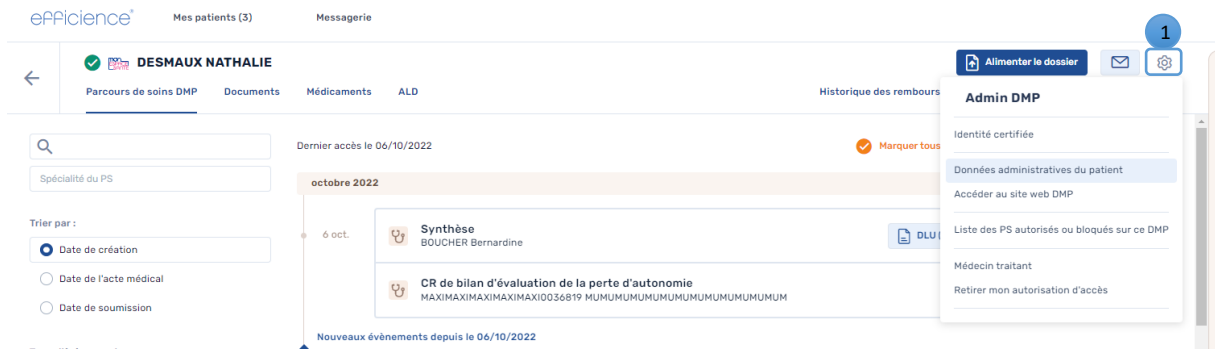 efficience®
Mes patients (3)
Messagerie
1
DESMAUX NATHALIE
Alimenter le dossier
Parcours de soins DMP
Documents
Médicaments
ALD
Historique des rembours
Admin DMP
Identité certifiée
Données administratives du patient
Accéder au site web DMP
Liste des PS autorisés ou bloqués sur ce DMP
Médecin traitant
Retirer mon autorisation d'accès
Spécialité du PS
Trier par :
Date de création
Date de l'acte médical
Date de soumission
Dernier accès le 06/10/2022
Marquer tous
octobre 2022
6 oct.
Synthèse
BOUCHER Bernardine
DLU (
CR de bilan d'évaluation de la perte d'autonomie
MAXIMAXIMAXIMAXIMAXI0036819 MUMUMUMUMUMUMUMUMUMUMUMUMUM
Nouveaux évènements depuis le 06/10/2022